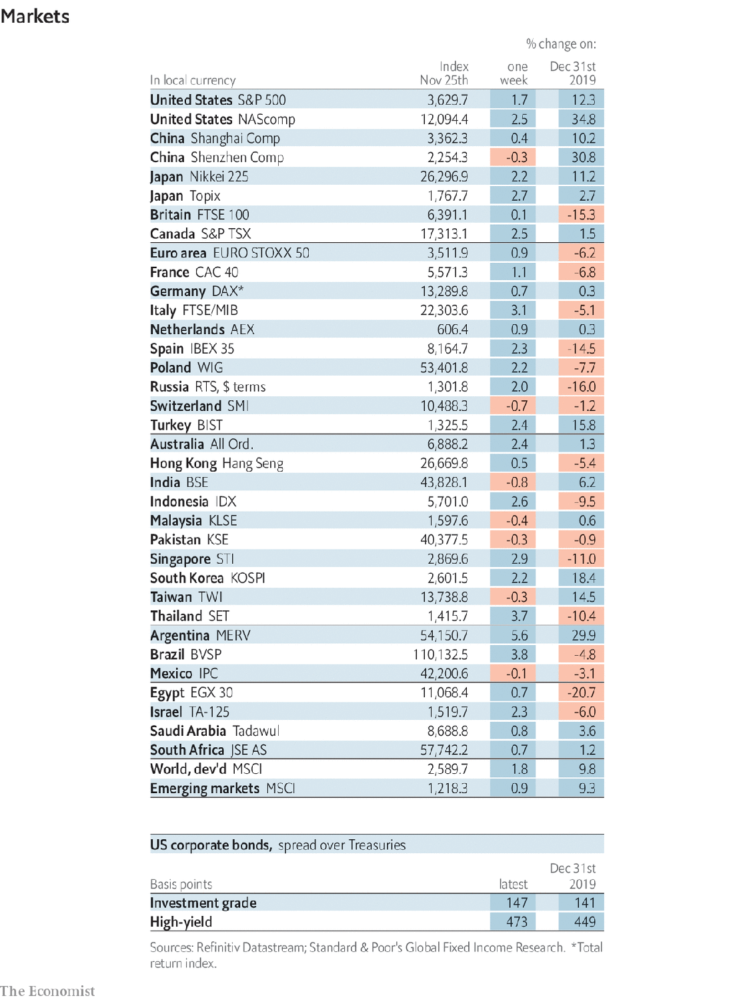 Markets
% change on:
Index one Dec 31st
In local currency Nov 25th week 2019
United States S&P 500 3,629.7 1.7 12.3
United States NAScomp 12,094.4 2.5 34.8
China Shanghai Comp 3,362.3 0.4 10.2
China Shenzhen Comp 2,254.3 -0.3 30.8
Japan Nikkei 225 26,296.9 2.2 11.2
Japan Topix 1,767.7 2.7 2.7
Britain FTSE 100 6,391.1 0.1 -15.3
Canada S&P TSX 17,313.1 2.5 1.5
Euro area EURO STOXX 50 3,511.9 0.9 -6.2
France CAC 40 5,571.3 1.1 -6.8
Germany DAX* 13,289.8 0.7 0.3
Italy FTSE/MIB 22,303.6 3.1 -5.1
Netherlands AEX 606.4 0.9 0.3
Spain IBEX 35 8,164.7 2.3 -14.5
Poland WIG 53,401.8 2.2 -7.7
Russia RTS, $ terms 1,301.8 2.0 -16.0
Switzerland SMI 10,488.3 -0.7 -1.2
Turkey BIST 1,325.5 2.4 15.8
Australia All Ord. 6,888.2 2.4 1.3
Hong Kong Hang Seng 26,669.8 0.5 -5.4
India BSE 43,828.1 -0.8 6.2
Indonesia IDX 5,701.0 2.6 -9.5
Malaysia KLSE 1,597.6 -0.4 0.6
Pakistan KSE 40,377.5 -0.3 -0.9
Singapore STI 2,869.6 2.9 -11.0
South Korea KOSPI 2,601.5 2.2 18.4
Taiwan TWI 13,738.8 -0.3 14.5
Thailand SET 1,415.7 3.7 -10.4
Argentina MERV 54,150.7 5.6 29.9
Brazil BVSP 110,132.5 3.8 -4.8
Mexico IPC 42,200.6 -0.1 -3.1
Egypt EGX 30 11,068.4 0.7 -20.7
Israel TA-125 1,519.7 2.3 -6.0
Saudi Arabia Tadawul 8,688.8 0.8 3.6
South Africa JSE AS 57,742.2 0.7 1.2
World, dev'd MSCI 2,589.7 1.8 9.8
Emerging markets MSCI 1,218.3 0.9 9.3
US corporate bonds, spread over Treasuries
Dec 31st
Basis points latest 2019
Investment grade 147 141
High-yield 473 449
Sources: Refinitiv Datastream; Standard & Poor's Global Fixed Income Research. *Total
return index.
The Economist